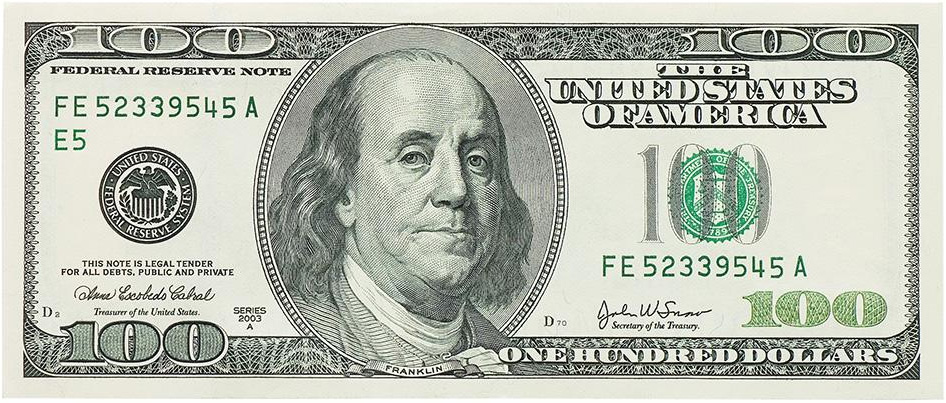 100
100
FEDERAL RESERVE NOTE
THE
UNITED STATES
OF AMERICA
FE 52339545 A
E5
UNITED STATES
FEDERAL RESERVE SYSTEM
100
THIS NOTE IS LEGAL TENDER
FOR ALL DEBTS, PUBLIC AND PRIVATE
FE 52339545 A
Anna Escobedo Cabral
Treasurer of the United States.
SERIES
2003
A
D2
D70
John W Snow
Secretary of the Treasury.
100
100
FRANKLIN
ONE HUNDRED DOLLARS